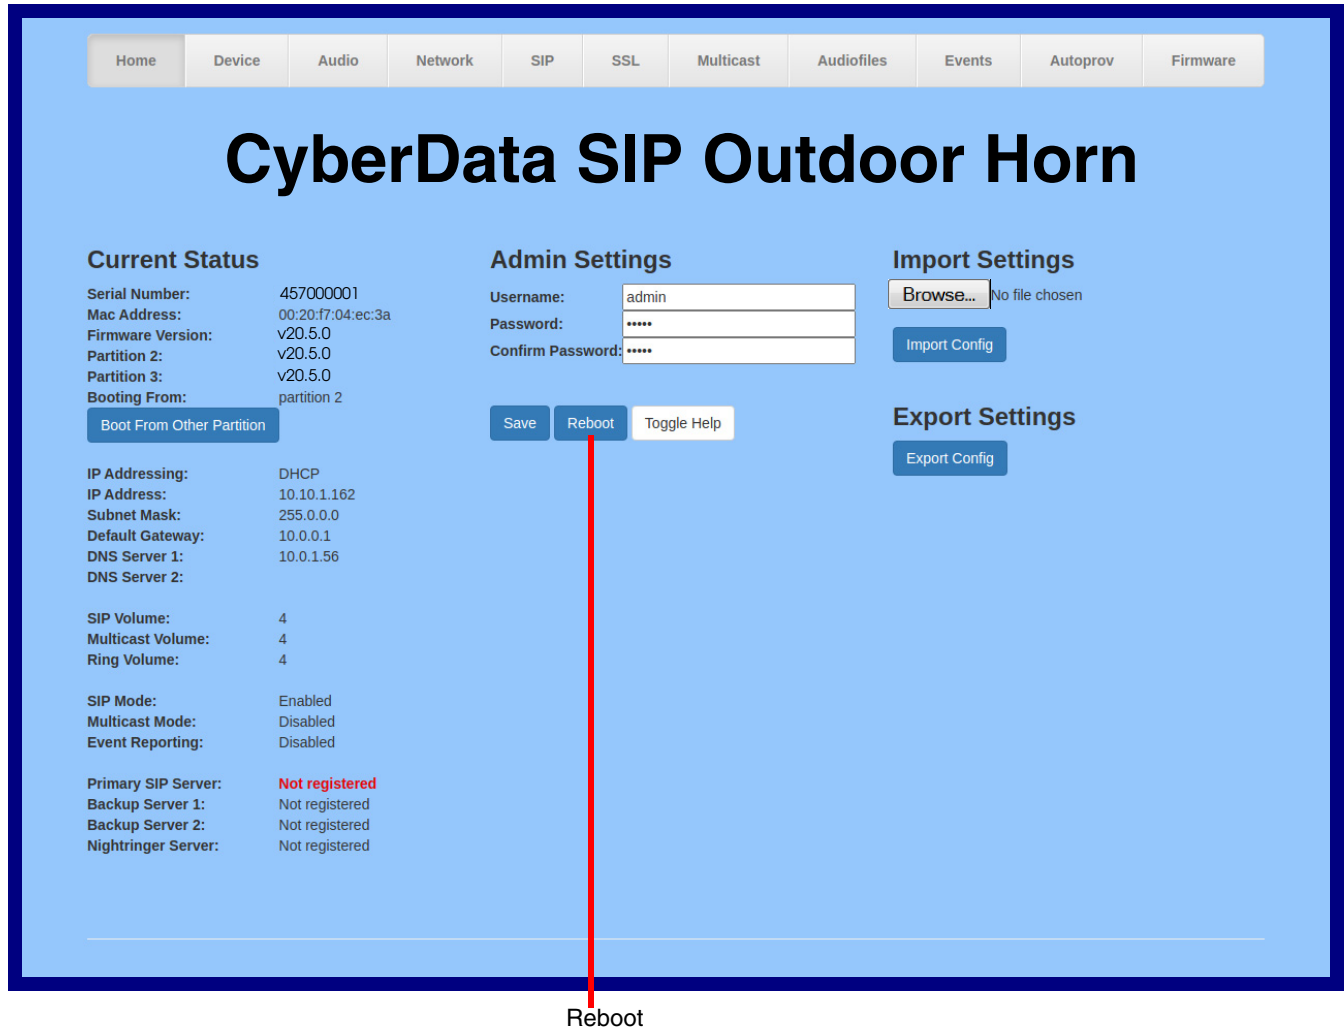 Home Device Audio Network SIP SSL Multicast Audiofiles Events Autoprov Firmware
CyberData SIP Outdoor Horn
Current Status
Serial Number: 457000001
Mac Address: 00:20:f7:04:ec:3a
Firmware Version: v20.5.0
Partition 2: v20.5.0
Partition 3: v20.5.0
Booting From: partition 2
Boot From Other Partition
IP Addressing: DHCP
IP Address: 10.10.1.162
Subnet Mask: 255.0.0.0
Default Gateway: 10.0.0.1
DNS Server 1: 10.0.1.56
DNS Server 2:
SIP Volume: 4
Multicast Volume: 4
Ring Volume: 4
SIP Mode: Enabled
Multicast Mode: Disabled
Event Reporting: Disabled
Primary SIP Server: Not registered
Backup Server 1: Not registered
Backup Server 2: Not registered
Nightringer Server: Not registered
Admin Settings
Username: admin
Password: •••••
Confirm Password: •••••
Save Reboot Toggle Help
Import Settings
Browse... No file chosen
Import Config
Export Settings
Export Config
Reboot